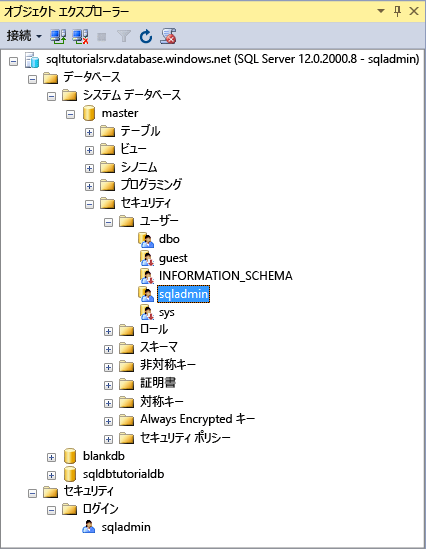 オブジェクト エクスプローラー
接続
sqltutorialsrv.database.windows.net (SQL Server 12.0.2000.8 - sqladmin)
データベース
システム データベース
master
テーブル
ビュー
シノニム
プログラミング
セキュリティ
ユーザー
dbo
guest
INFORMATION_SCHEMA
sqladmin
sys
ロール
スキーマ
非対称キー
証明書
対称キー
Always Encrypted キー
セキュリティ ポリシー
blankdb
sqldbtutorialdb
セキュリティ
ログイン
sqladmin